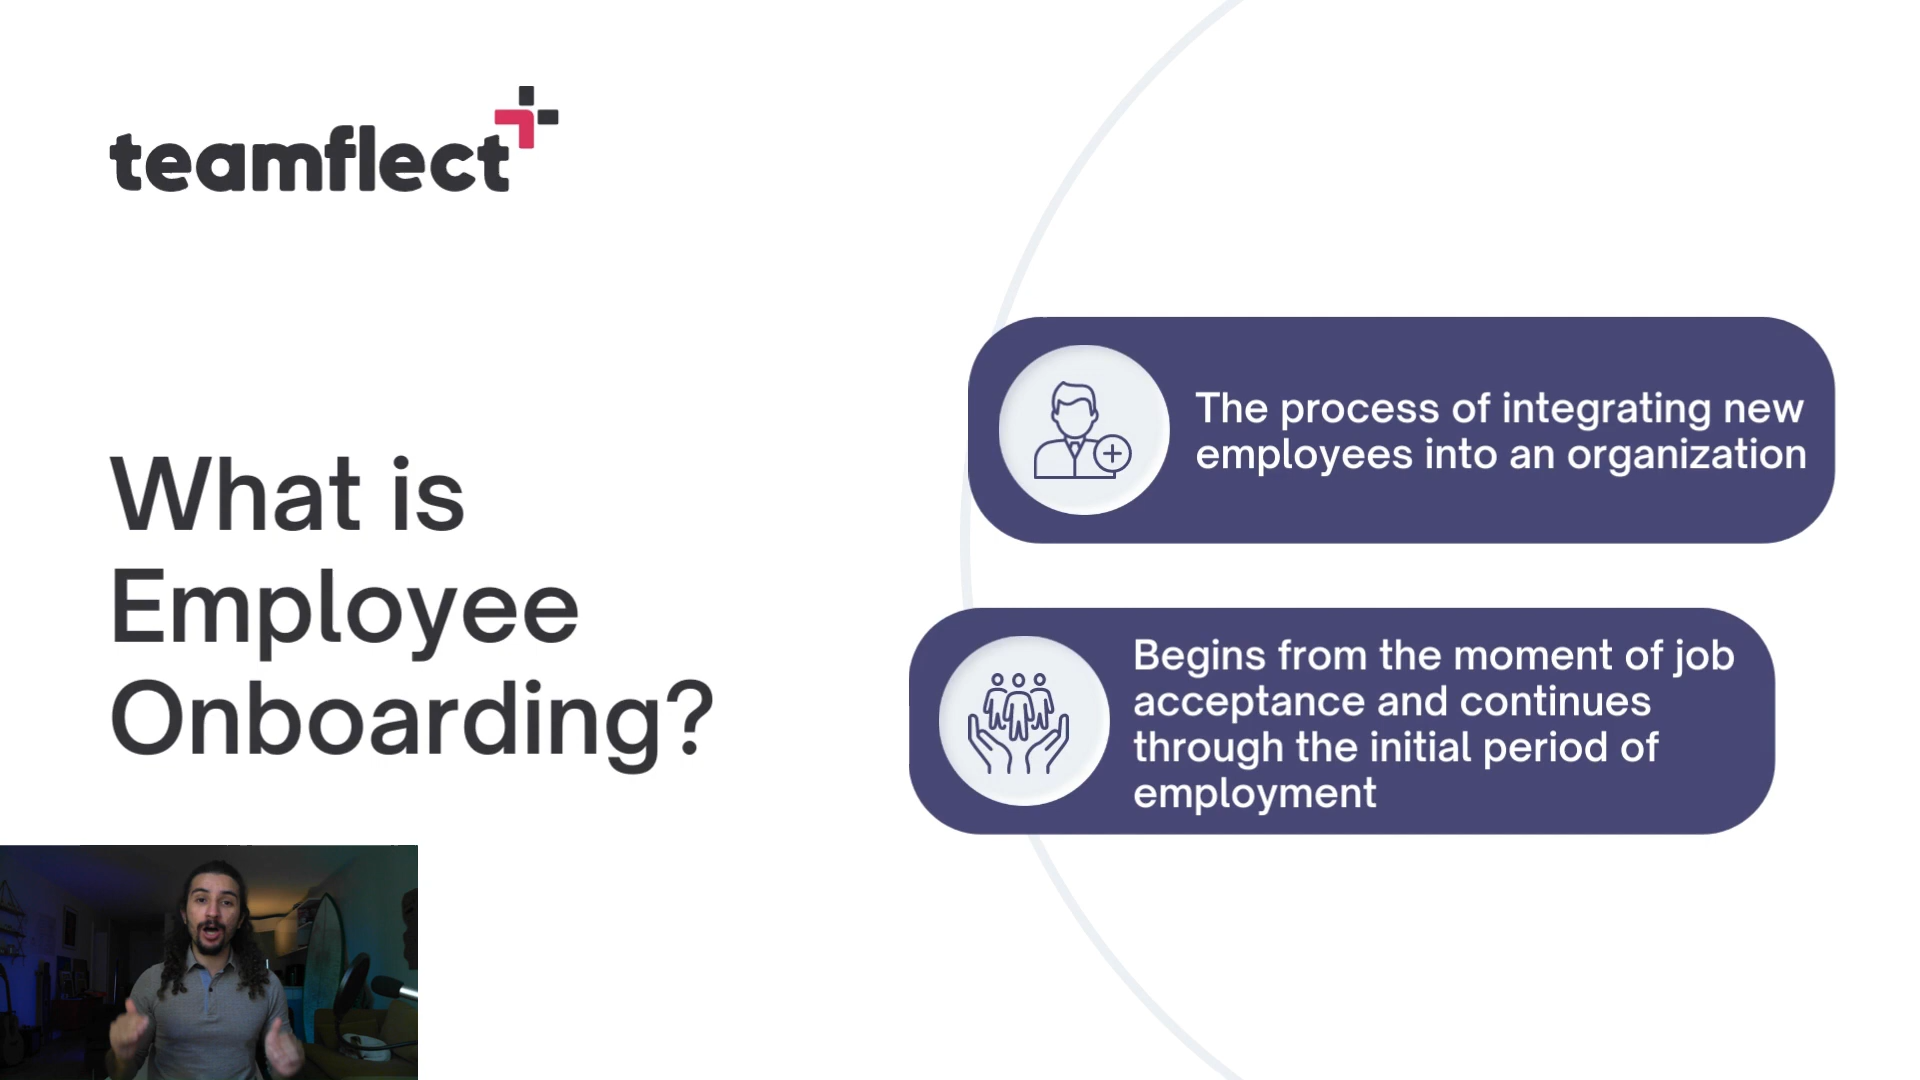 teamflect
What is
Employee
Onboarding?
The process of integrating new
employees into an organization
Begins from the moment of job
acceptance and continues
through the initial period of
employment